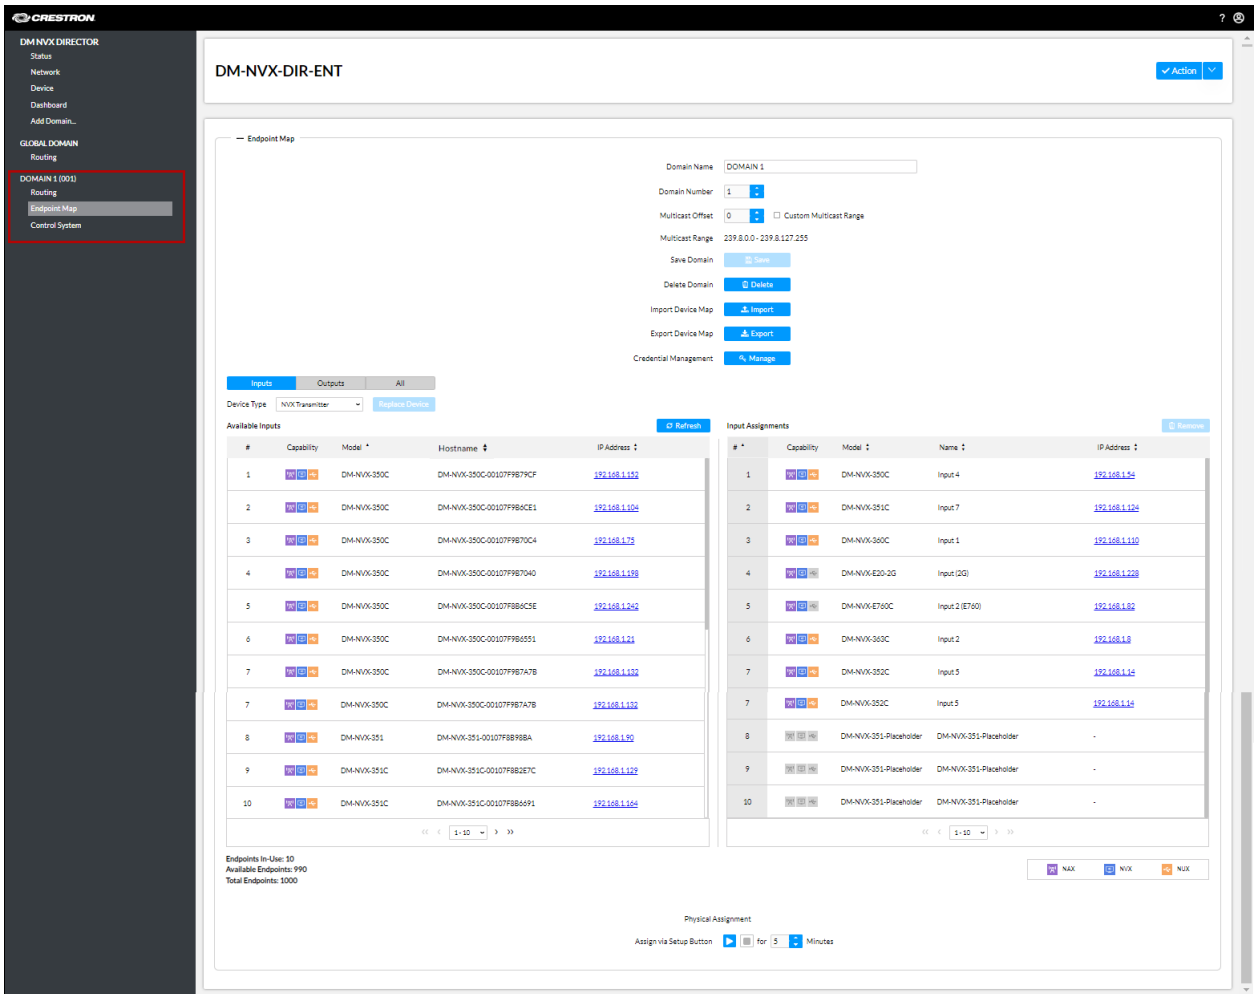 CRESTRON
?
DM NVX DIRECTOR
Status
Network
Device
Dashboard
Add Domain...
GLOBAL DOMAIN
Routing
DOMAIN 1 (001)
Routing
Endpoint Map
Control System
DM-NVX-DIR-ENT
Action
Endpoint Map
Domain Name DOMAIN 1
Domain Number 1
Multicast Offset 0 Custom Multicast Range
Multicast Range 239.8.0.0 - 239.8.127.255
Save Domain Save
Delete Domain Delete
Import Device Map Import
Export Device Map Export
Credential Management Manage
Inputs Outputs All
Device Type NVX Transmitter Replace Device
Available Inputs Refresh
# Capability Model Hostname IP Address
1 DM-NVX-350C DM-NVX-350C-00107F9B79CF 192.168.1.152
2 DM-NVX-350C DM-NVX-350C-00107F9B6CE1 192.168.1.104
3 DM-NVX-350C DM-NVX-350C-00107F9B70C4 192.168.1.75
4 DM-NVX-350C DM-NVX-350C-00107F9B7040 192.168.1.198
5 DM-NVX-350C DM-NVX-350C-00107F8B6C5E 192.168.1.242
6 DM-NVX-350C DM-NVX-350C-00107F9B6551 192.168.1.21
7 DM-NVX-350C DM-NVX-350C-00107F9B7A7B 192.168.1.132
7 DM-NVX-350C DM-NVX-350C-00107F9B7A7B 192.168.1.132
8 DM-NVX-351 DM-NVX-351-00107F8B98BA 192.168.1.90
9 DM-NVX-351C DM-NVX-351C-00107F8B2E7C 192.168.1.129
10 DM-NVX-351C DM-NVX-351C-00107F8B6691 192.168.1.164
1 - 10
Input Assignments Remove
# Capability Model Name IP Address
1 DM-NVX-350C Input 4 192.168.1.54
2 DM-NVX-351C Input 7 192.168.1.124
3 DM-NVX-360C Input 1 192.168.1.110
4 DM-NVX-E20-2G Input (2G) 192.168.1.228
5 DM-NVX-E760C Input 2 (E760) 192.168.1.82
6 DM-NVX-363C Input 2 192.168.1.8
7 DM-NVX-352C Input 5 192.168.1.14
7 DM-NVX-352C Input 5 192.168.1.14
8 DM-NVX-351-Placeholder DM-NVX-351-Placeholder -
9 DM-NVX-351-Placeholder DM-NVX-351-Placeholder -
10 DM-NVX-351-Placeholder DM-NVX-351-Placeholder -
1 - 10
Endpoints In-Use: 10
Available Endpoints: 990
Total Endpoints: 1000
NAX NVX NUX
Physical Assignment
Assign via Setup Button for 5 Minutes